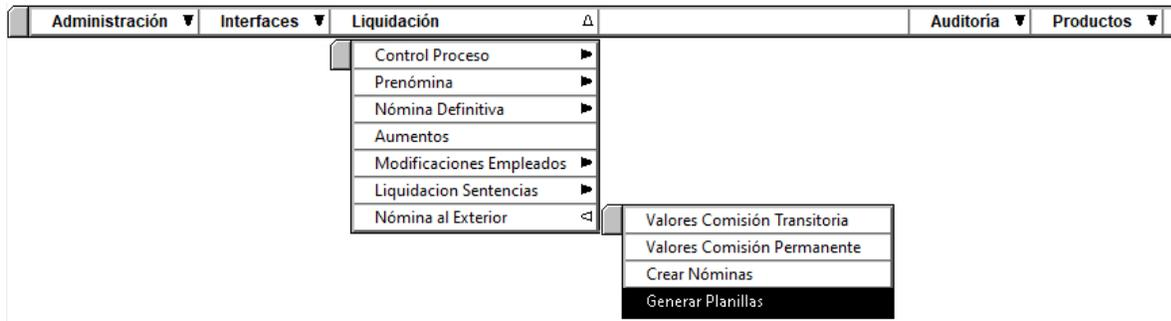 Administración Interfaces Liquidación Auditoría Productos
Control Proceso
Prenómina
Nómina Definitiva
Aumentos
Modificaciones Empleados
Liquidacion Sentencias
Nómina al Exterior
Valores Comisión Transitoria
Valores Comisión Permanente
Crear Nóminas
Generar Planillas